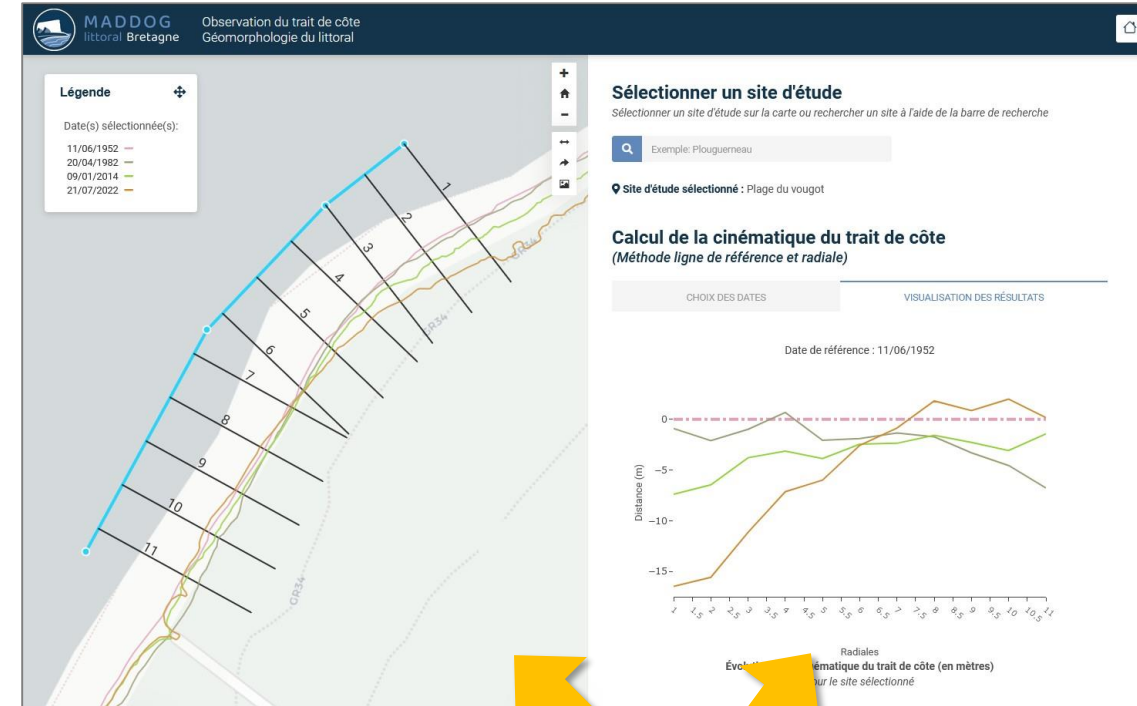 MADDOG
littoral Bretagne
Observation du trait de côte
Géomorphologie du littoral
Légende
Date(s) sélectionnée(s):
11/06/1952
20/04/1982
09/01/2014
21/07/2022
1
2
3
4
5
6
7
8
9
10
11
GR34
GR34
GR34
Sélectionner un site d'étude
Sélectionner un site d'étude sur la carte ou rechercher un site à l'aide de la barre de recherche
Exemple: Plouguerneau
Site d'étude sélectionné : Plage du vougot
Calcul de la cinématique du trait de côte
(Méthode ligne de référence et radiale)
CHOIX DES DATES
VISUALISATION DES RÉSULTATS
Date de référence : 11/06/1952
0
−5
−10
−15
Distance (m)
1 1.5 2 2.5 3 3.5 4 4.5 5 5.5 6 6.5 7 7.5 8 8.5 9 9.5 10 10.5 11
Radiales
ématique du trait de côte (en mètres)
our le site sélectionné